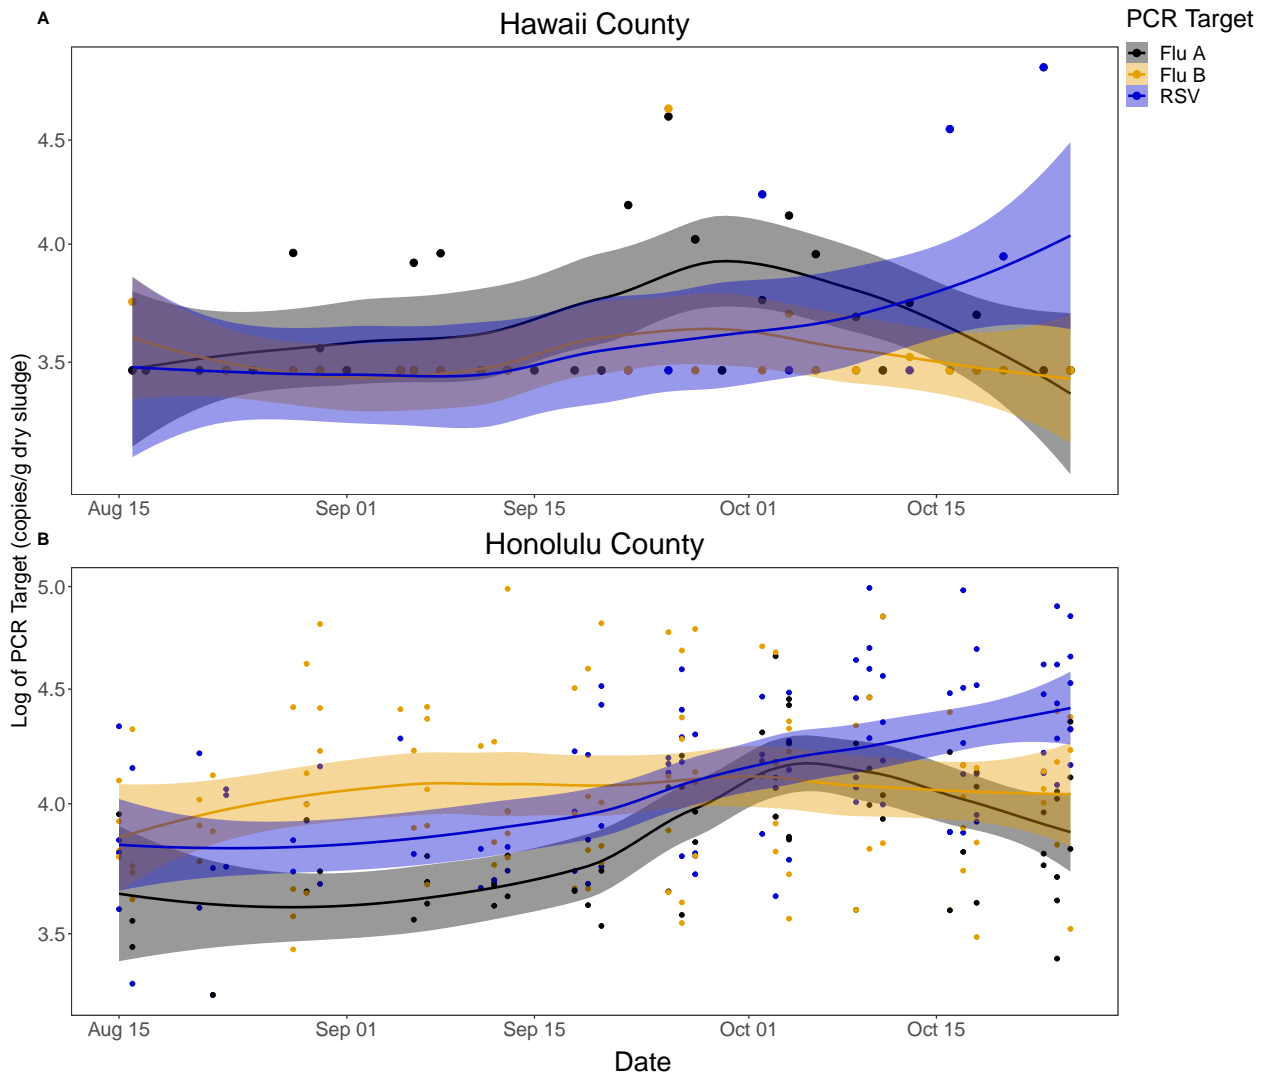 A
Hawaii County
PCR Target
Flu A
Flu B
RSV
4.5
4.0
3.5
Aug 15
Sep 01
Sep 15
Oct 01
Oct 15
Log of PCR Target (copies/g dry sludge)
B
Honolulu County
5.0
4.5
4.0
3.5
Aug 15
Sep 01
Sep 15
Oct 01
Oct 15
Date